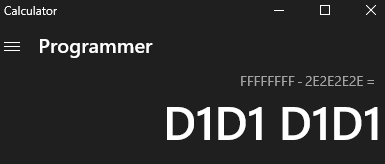 Calculator
Programmer
FFFFFFFF - 2E2E2E2E =
D1D1 D1D1